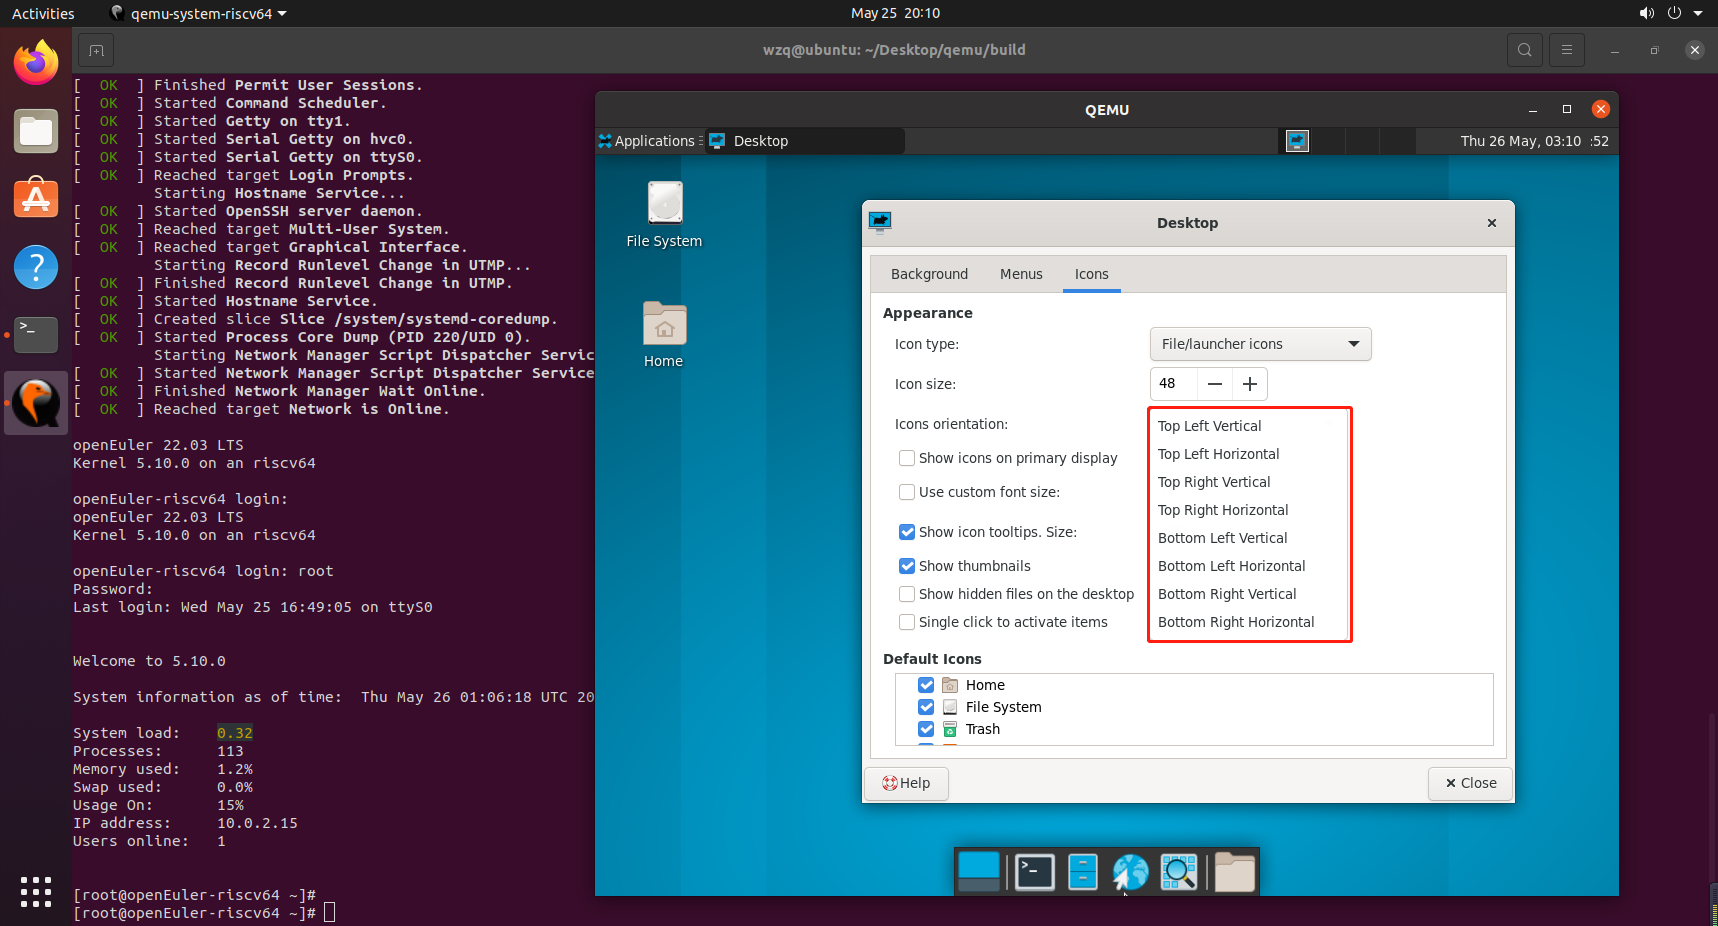 Activities
qemu-system-riscv64
May 25 20:10
wzq@ubuntu: ~/Desktop/qemu/build
[ OK ] Finished Permit User Sessions.
[ OK ] Started Command Scheduler.
[ OK ] Started Getty on tty1.
[ OK ] Started Serial Getty on hvc0.
[ OK ] Started Serial Getty on ttyS0.
[ OK ] Reached target Login Prompts.
Starting Hostname Service...
[ OK ] Started OpenSSH server daemon.
[ OK ] Reached target Multi-User System.
[ OK ] Reached target Graphical Interface.
Starting Record Runlevel Change in UTMP...
[ OK ] Finished Record Runlevel Change in UTMP.
[ OK ] Started Hostname Service.
[ OK ] Created slice Slice /system/systemd-coredump.
[ OK ] Started Process Core Dump (PID 220/UID 0).
Starting Network Manager Script Dispatcher Servic
[ OK ] Started Network Manager Script Dispatcher Service
[ OK ] Finished Network Manager Wait Online.
[ OK ] Reached target Network is Online.
openEuler 22.03 LTS
Kernel 5.10.0 on an riscv64
openEuler-riscv64 login:
openEuler 22.03 LTS
Kernel 5.10.0 on an riscv64
openEuler-riscv64 login: root
Password:
Last login: Wed May 25 16:49:05 on ttyS0
Welcome to 5.10.0
System information as of time: Thu May 26 01:06:18 UTC 20
System load: 0.32
Processes: 113
Memory used: 1.2%
Swap used: 0.0%
Usage On: 15%
IP address: 10.0.2.15
Users online: 1
[root@openEuler-riscv64 ~]#
[root@openEuler-riscv64 ~]#
QEMU
Applications
Desktop
Thu 26 May, 03:10 :52
File System
Home
Desktop
Background
Menus
Icons
Appearance
Icon type:
File/launcher icons
Icon size:
48
Icons orientation:
Top Left Vertical
Top Left Horizontal
Top Right Vertical
Top Right Horizontal
Bottom Left Vertical
Bottom Left Horizontal
Bottom Right Vertical
Bottom Right Horizontal
Show icons on primary display
Use custom font size:
Show icon tooltips. Size:
Show thumbnails
Show hidden files on the desktop
Single click to activate items
Default Icons
Home
File System
Trash
Help
Close